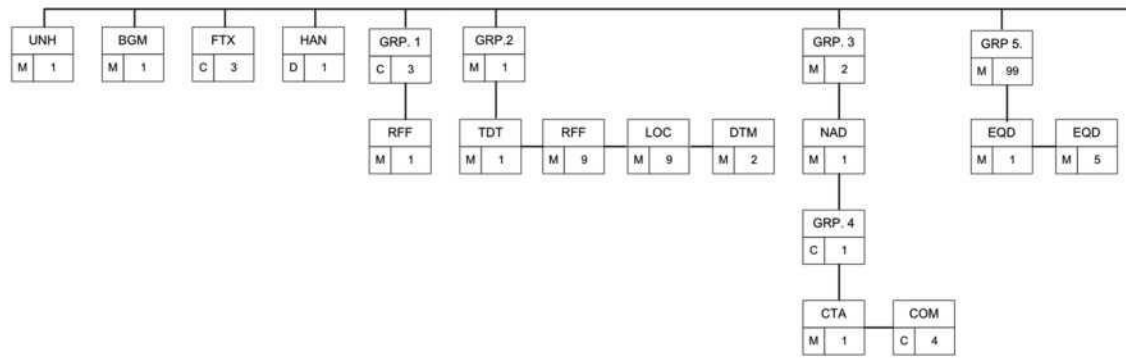 UNH
M 1
BGM
M 1
FTX
C 3
HAN
D 1
GRP. 1
C 3
GRP.2
M 1
GRP. 3
M 2
GRP 5.
M 99
RFF
M 1
TDT
M 1
RFF
M 9
LOC
M 9
DTM
M 2
NAD
M 1
EQD
M 1
EQD
M 5
GRP. 4
C 1
CTA
M 1
COM
C 4